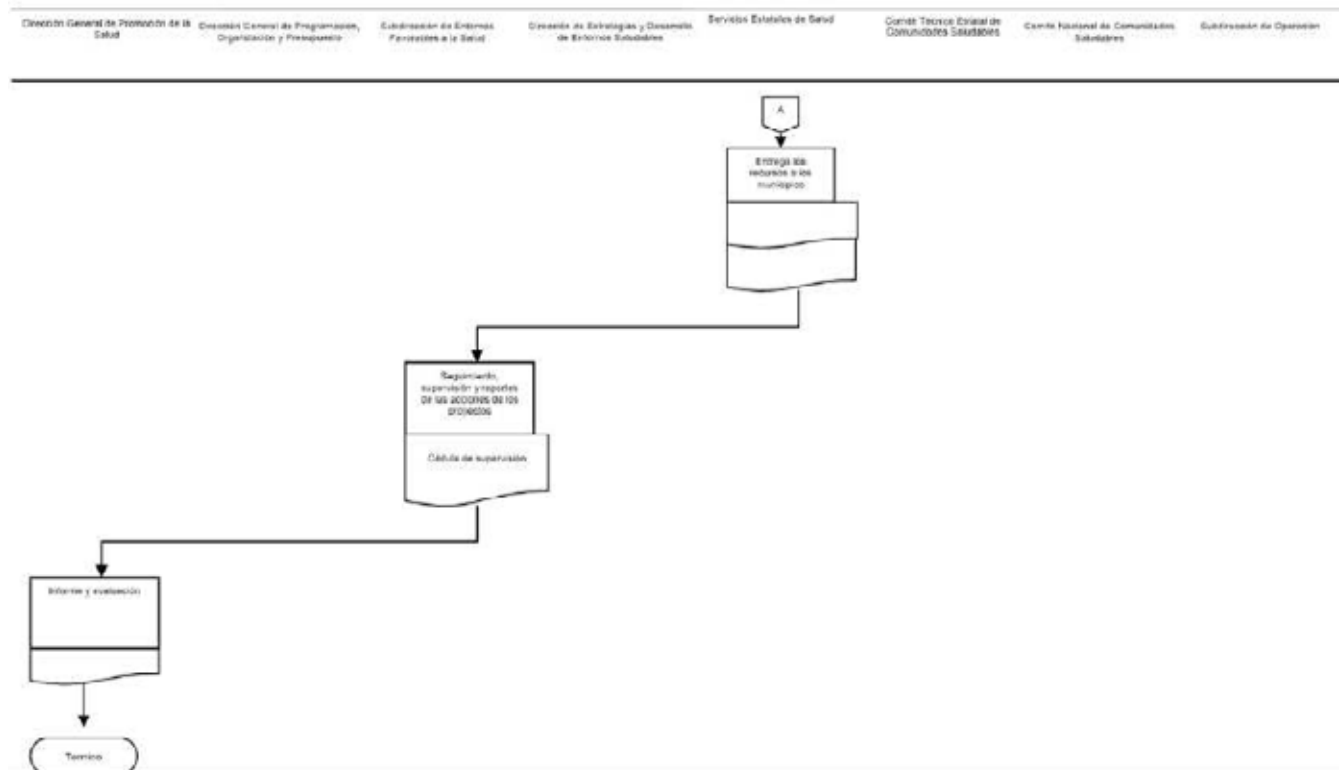 Dirección General de Promoción de la
Salud
Dirección General de Programación,
Organización y Presupuesto
Subdirección de Entornos
Favorables a la Salud
Dirección de Estrategias y Desarrollo
de Entornos Saludables
Servicios Estatales de Salud
Comité Técnico Estatal de
Comunidades Saludables
Comité Nacional de Comunidades
Saludables
Subdirección de Operación
A
Entrega los
recursos a los
municipios
Seguimiento,
supervisión y reportes
de las acciones de los
proyectos
Cédula de supervisión
Informe y evaluación
Termino